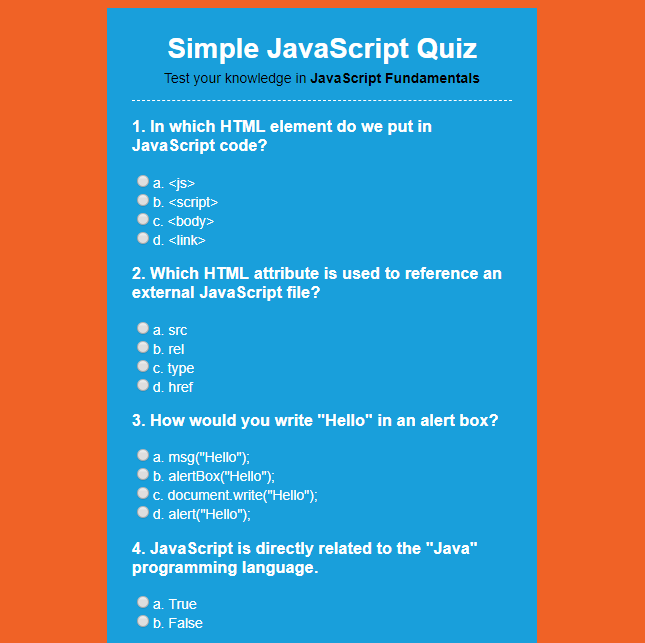 Simple JavaScript Quiz
Test your knowledge in JavaScript Fundamentals
1. In which HTML element do we put in
JavaScript code?
a. <js>
b. <script>
c. <body>
d. <link>
2. Which HTML attribute is used to reference an
external JavaScript file?
a. src
b. rel
c. type
d. href
3. How would you write "Hello" in an alert box?
a. msg("Hello");
b. alertBox("Hello");
c. document.write("Hello");
d. alert("Hello");
4. JavaScript is directly related to the "Java"
programming language.
a. True
b. False